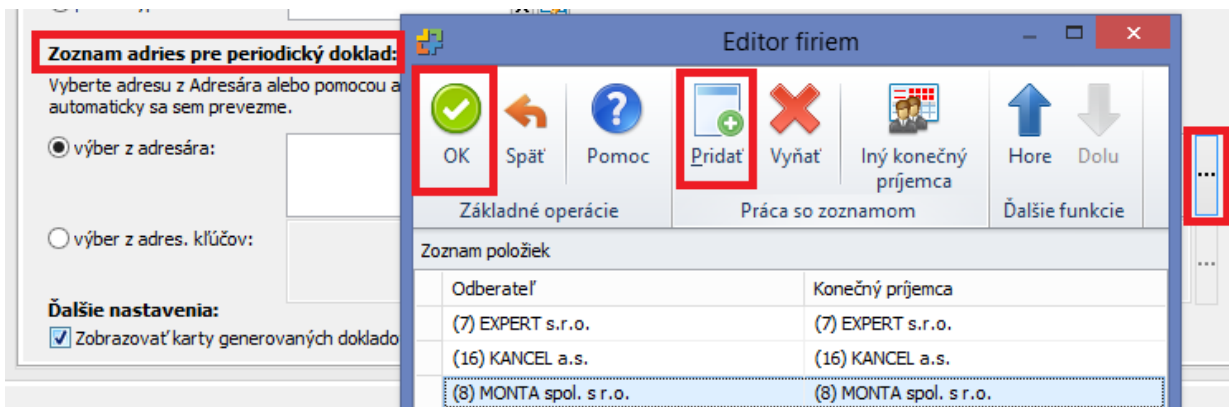 Zoznam adries pre periodický doklad:
Vyberte adresu z Adresára alebo pomocou a
automaticky sa sem prevezme.
výber z adresára:
výber z adres. kľúčov:
...
...
Ďalšie nastavenia:
Zobrazovať karty generovaných doklado
Editor firiem
OK
Späť
Pomoc
Pridať
Vyňať
Iný konečný
príjemca
Hore
Dolu
Základné operácie
Práca so zoznamom
Ďalšie funkcie
Zoznam položiek
Odberateľ Konečný príjemca
(7) EXPERT s.r.o. (7) EXPERT s.r.o.
(16) KANCEL a.s. (16) KANCEL a.s.
(8) MONTA spol. s r.o. (8) MONTA spol. s r.o.